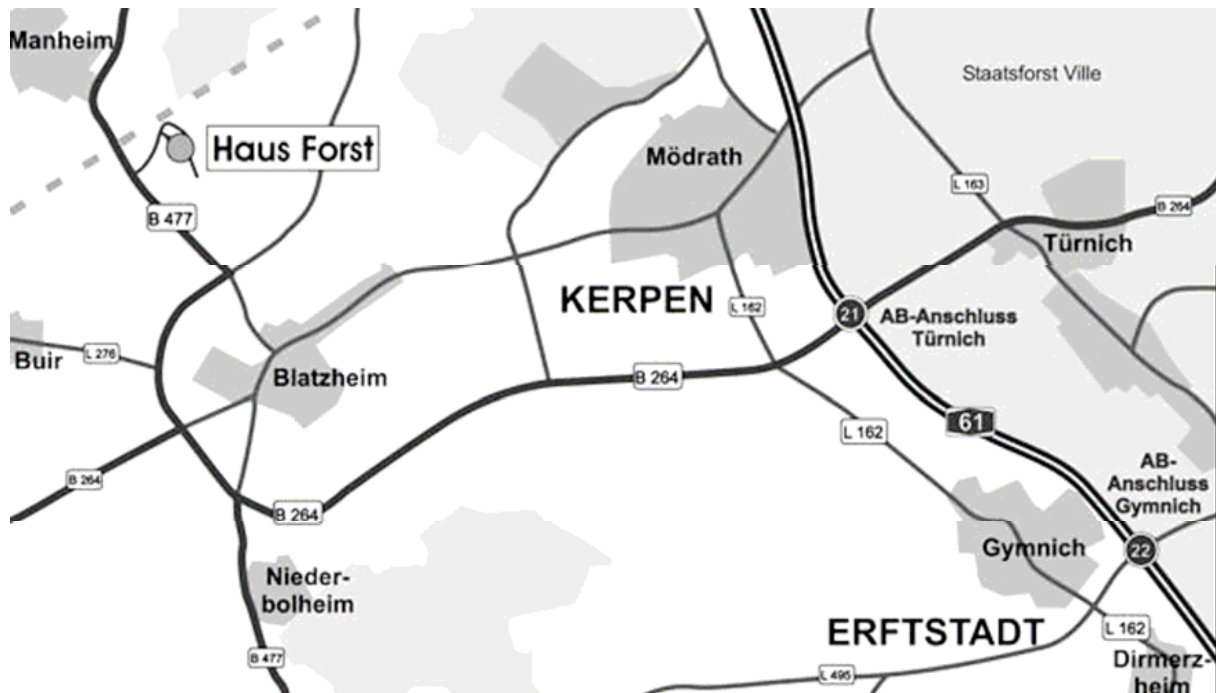 Manheim
Staatsforst Ville
Haus Forst
Mödrath
L 163
B 264
B 477
Türnich
KERPEN
L 162
21
AB-Anschluss
Türnich
Buir
L 276
Blatzheim
B 264
61
L 162
AB-
Anschluss
Gymnich
B 264
B 264
Gymnich
22
Nieder-
bolheim
ERFTSTADT
L 162
B 477
L 495
Dirmerz-
heim